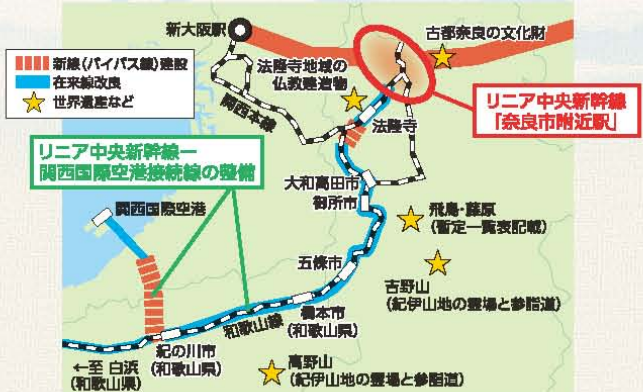 新大阪駅
古都奈良の文化財
新線(バイパス線)建設
在来線改良
世界遺産など
法隆寺地域の
仏教建造物
関西本線
法隆寺
リニア中央新幹線
「奈良市附近駅」
リニア中央新幹線ー
関西国際空港接続線の整備
大和高田市
御所市
関西国際空港
飛鳥・藤原
(暫定一覧表記載)
五條市
吉野山
(紀伊山地の霊場と参詣道)
橋本市
(和歌山県)
和歌山線
紀の川市
(和歌山県)
←至 白浜
(和歌山県)
高野山
(紀伊山地の霊場と参詣道)